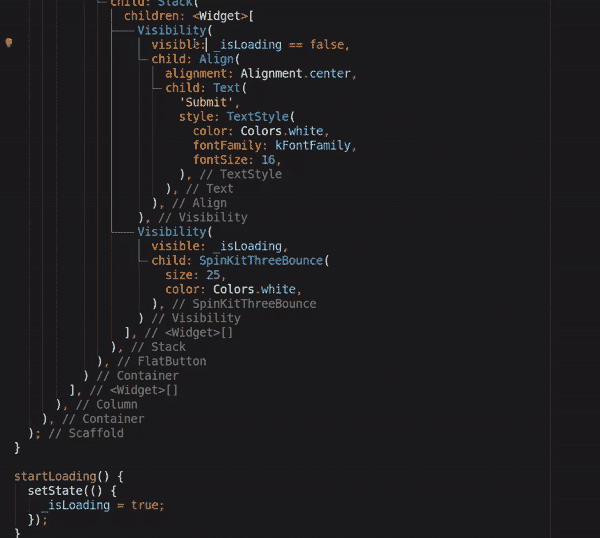 child: Stack(
children: <Widget>[
Visibility(
visible: _isLoading == false,
child: Align(
alignment: Alignment.center,
child: Text(
'Submit',
style: TextStyle(
color: Colors.white,
fontFamily: kFontFamily,
fontSize: 16,
), // TextStyle
), // Text
), // Align
), // Visibility
Visibility(
visible: _isLoading,
child: SpinKitThreeBounce(
size: 25,
color: Colors.white,
), // SpinKitThreeBounce
) // Visibility
], // <Widget>[]
), // Stack
), // FlatButton
) // Container
], // <Widget>[]
), // Column
), // Container
); // Scaffold
}
startLoading() {
setState(() {
_isLoading = true;
});
}